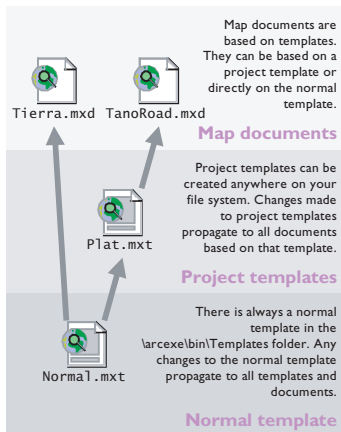 Map documents are
based on templates.
They can be based on a
project template or
directly on the normal
template.
Tierra.mxd TanoRoad.mxd
Map documents
Project templates can be
created anywhere on your
file system. Changes made
to project templates
propagate to all documents
based on that template.
Plat.mxt
Project templates
There is always a normal
template in the
\arcexe\bin\Templates folder. Any
changes to the normal template
propagate to all templates and
documents.
Normal.mxt
Normal template